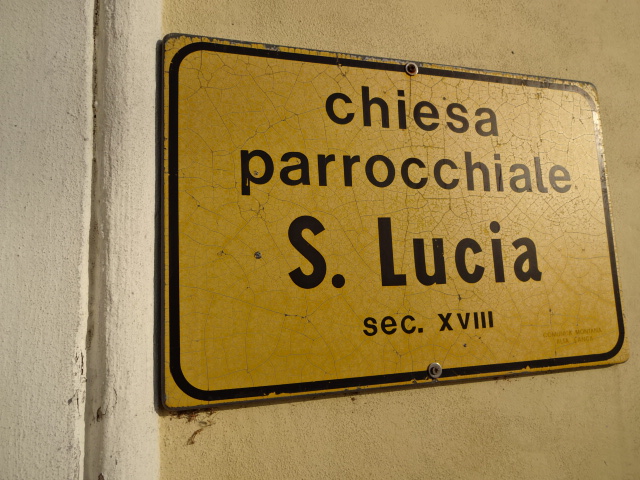 chiesa
parrocchiale
S. Lucia
sec. XVIII